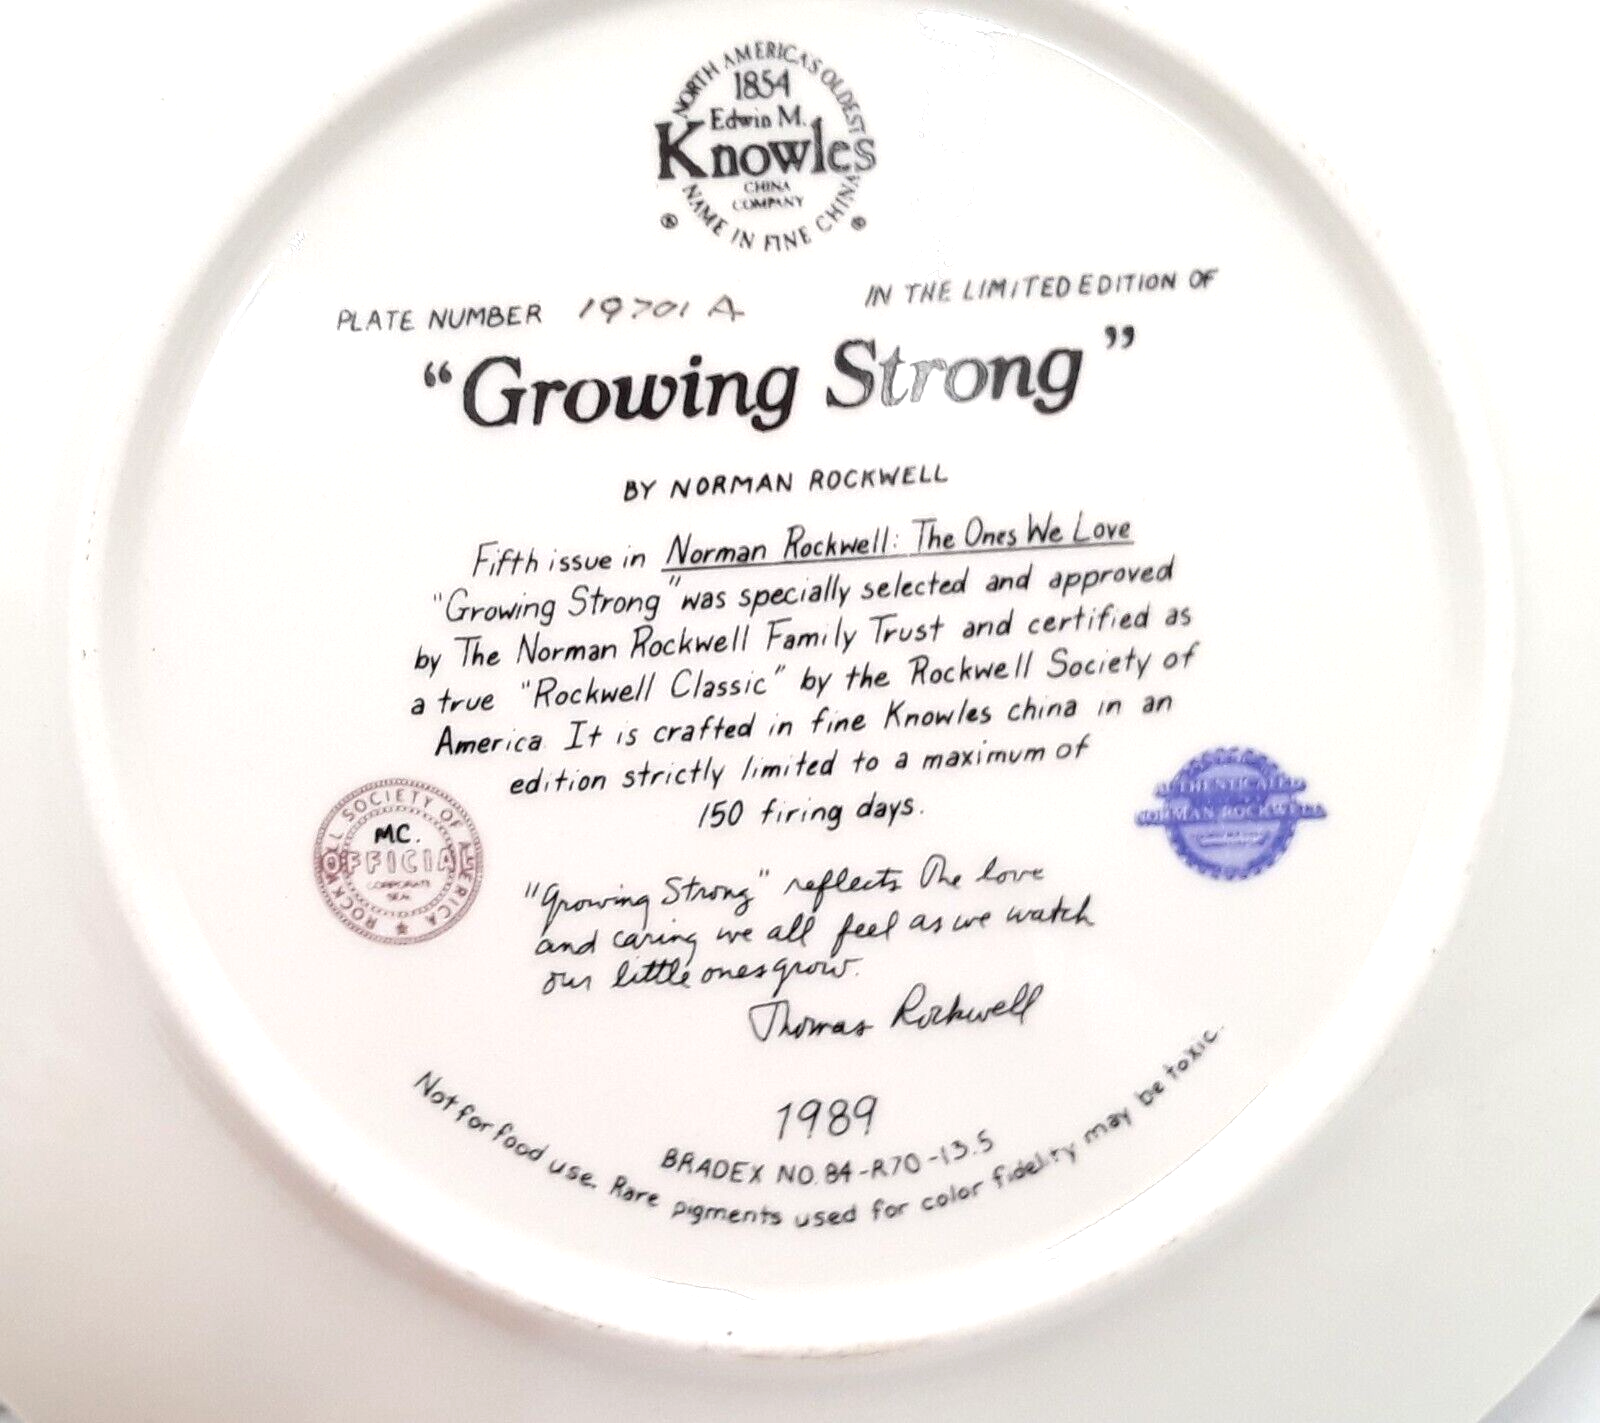 NORTH AMERICA'S OLDEST
1854
Edwin M.
Knowles
CHINA
COMPANY
NAME IN FINE CHINA
® ®
PLATE NUMBER 19701 A IN THE LIMITED EDITION OF
“Growing Strong”
BY NORMAN ROCKWELL
Fifth issue in Norman Rockwell: The Ones We Love
"Growing Strong" was specially selected and approved
by The Norman Rockwell Family Trust and certified as
a true "Rockwell Classic" by the Rockwell Society of
America. It is crafted in fine Knowles china in an
edition strictly limited to a maximum of
150 firing days.
ROCKWELL SOCIETY OF AMERICA
MC.
OFFICIAL
CORPORATE
SEAL
AUTHENTICATED
NORMAN ROCKWELL
"Growing Strong" reflects the love
and caring we all feel as we watch
our little ones grow.
Thomas Rockwell
1989
BRADEX NO. 84-R70-13.5
Not for food use. Rare pigments used for color fidelity may be toxic.